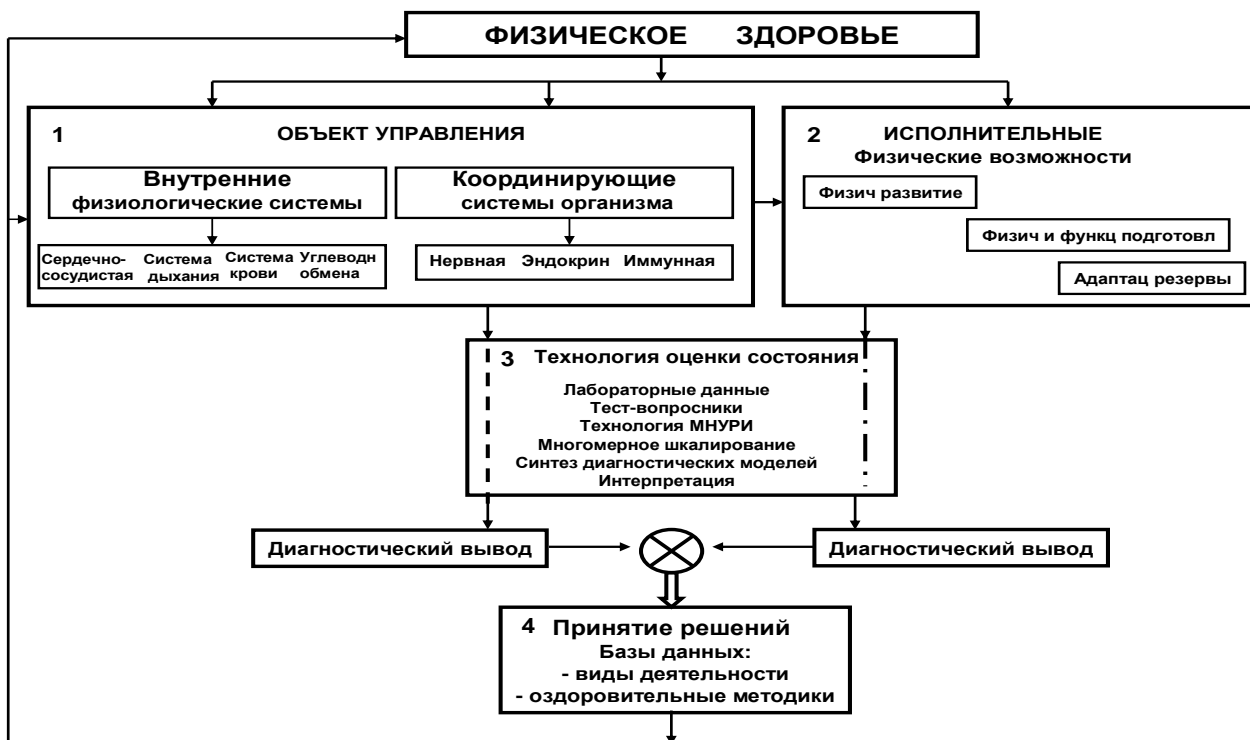 ФИЗИЧЕСКОЕ ЗДОРОВЬЕ
1 ОБЪЕКТ УПРАВЛЕНИЯ
Внутренние
физиологические системы
Координирующие
системы организма
Сердечно-
сосудистая
Система
дыхания
Система
крови
Углеводн
обмена
Нервная Эндокрин Иммунная
2 ИСПОЛНИТЕЛЬНЫЕ
Физические возможности
Физич развитие
Физич и функц подготовл
Адаптац резервы
3 Технология оценки состояния
Лабораторные данные
Тест-вопросники
Технология МНУРИ
Многомерное шкалирование
Синтез диагностических моделей
Интерпретация
Диагностический вывод
Диагностический вывод
4 Принятие решений
Базы данных:
- виды деятельности
- оздоровительные методики